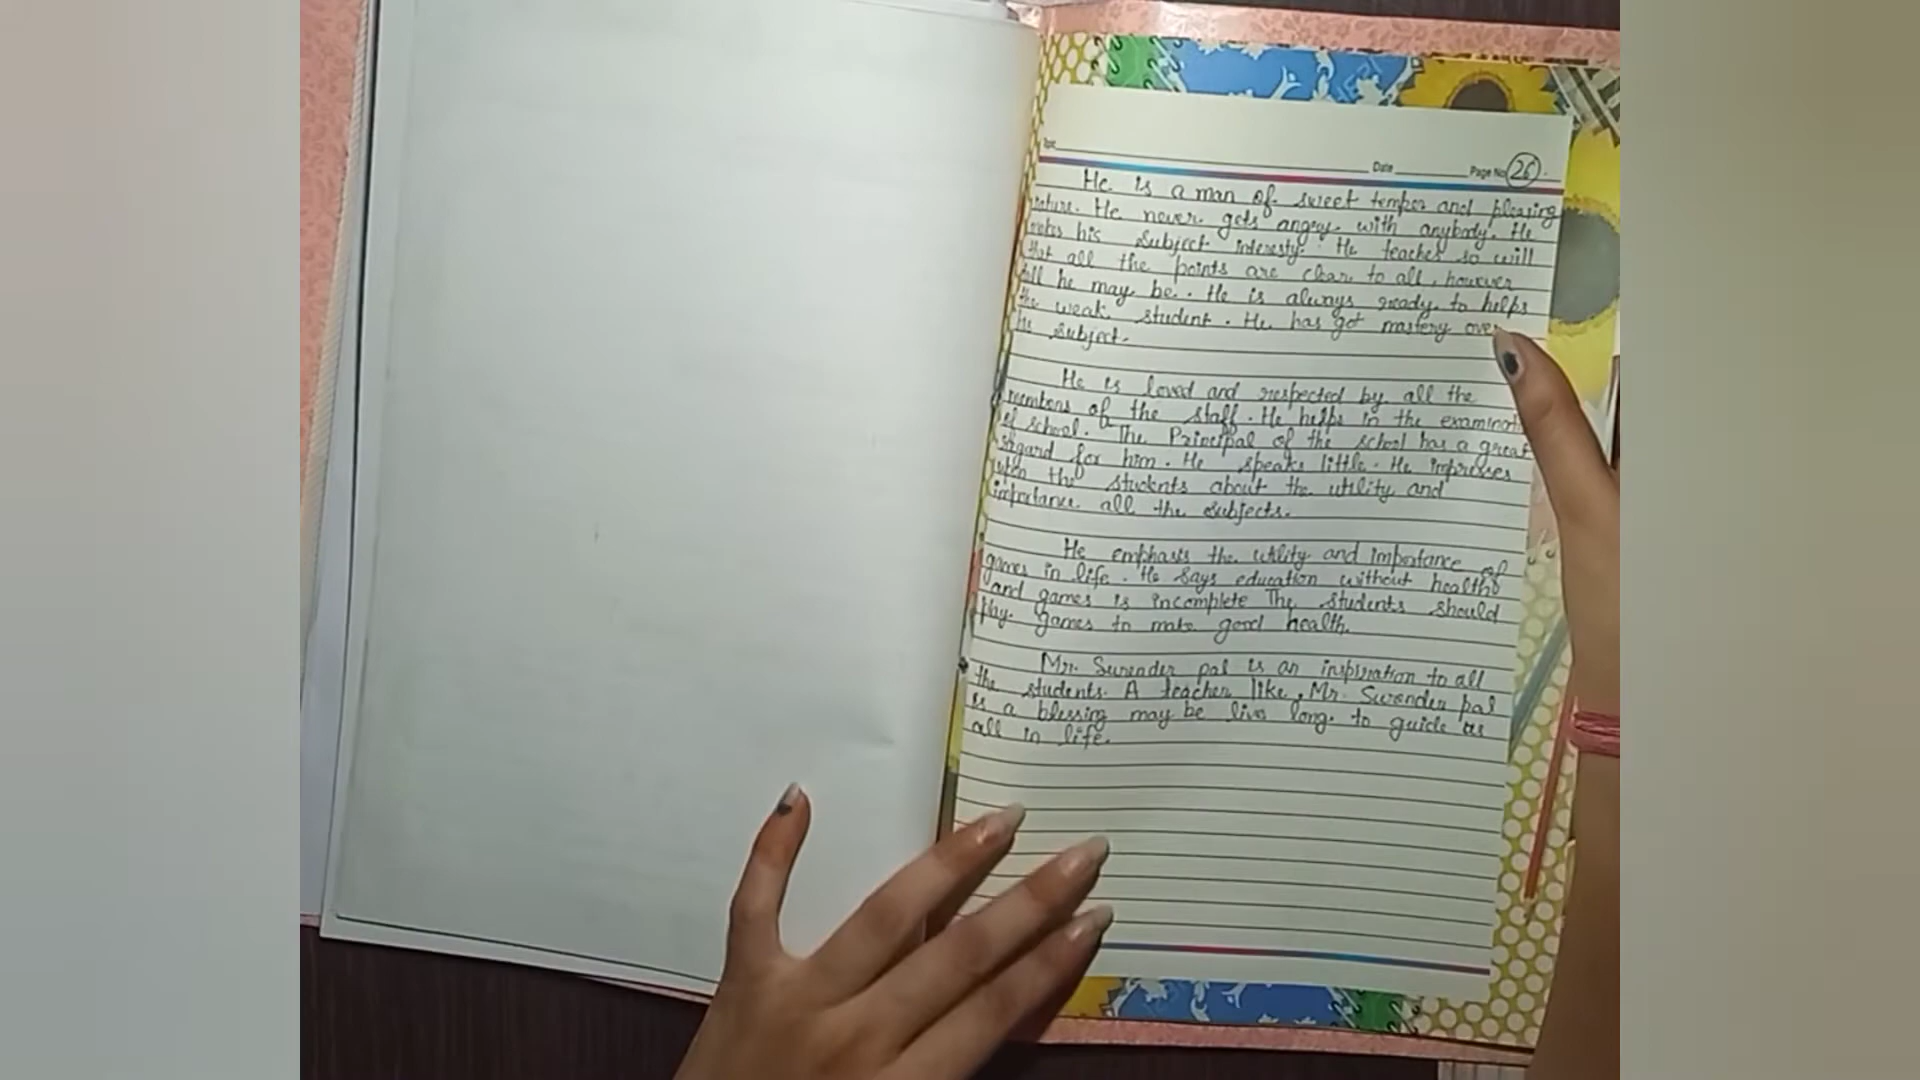 Date Page No 26
He is a man of sweet temper and pleasing
nature. He never gets angry with anybody. He
makes his Subject interesty. He teaches so will
that all the points are clear to all, however
he may be. He is always ready to helps
the weak student. He has got mastery over
his Subject.
He is loved and respected by all the
members of the staff. He helps in the
of school. The Principal of the school has a great
regard for him. He speaks little. He impresses
upon the students about the utility and
importance all the subjects.
He emphasis the utility and importance of
games in life. He Says education without health
and games is incomplete The students should
play games to make good health.
Mr. Surender pal is an inspiration to all
the students. A teacher like, Mr. Surender pal
is a blessing may be live long to guide as
all in life.